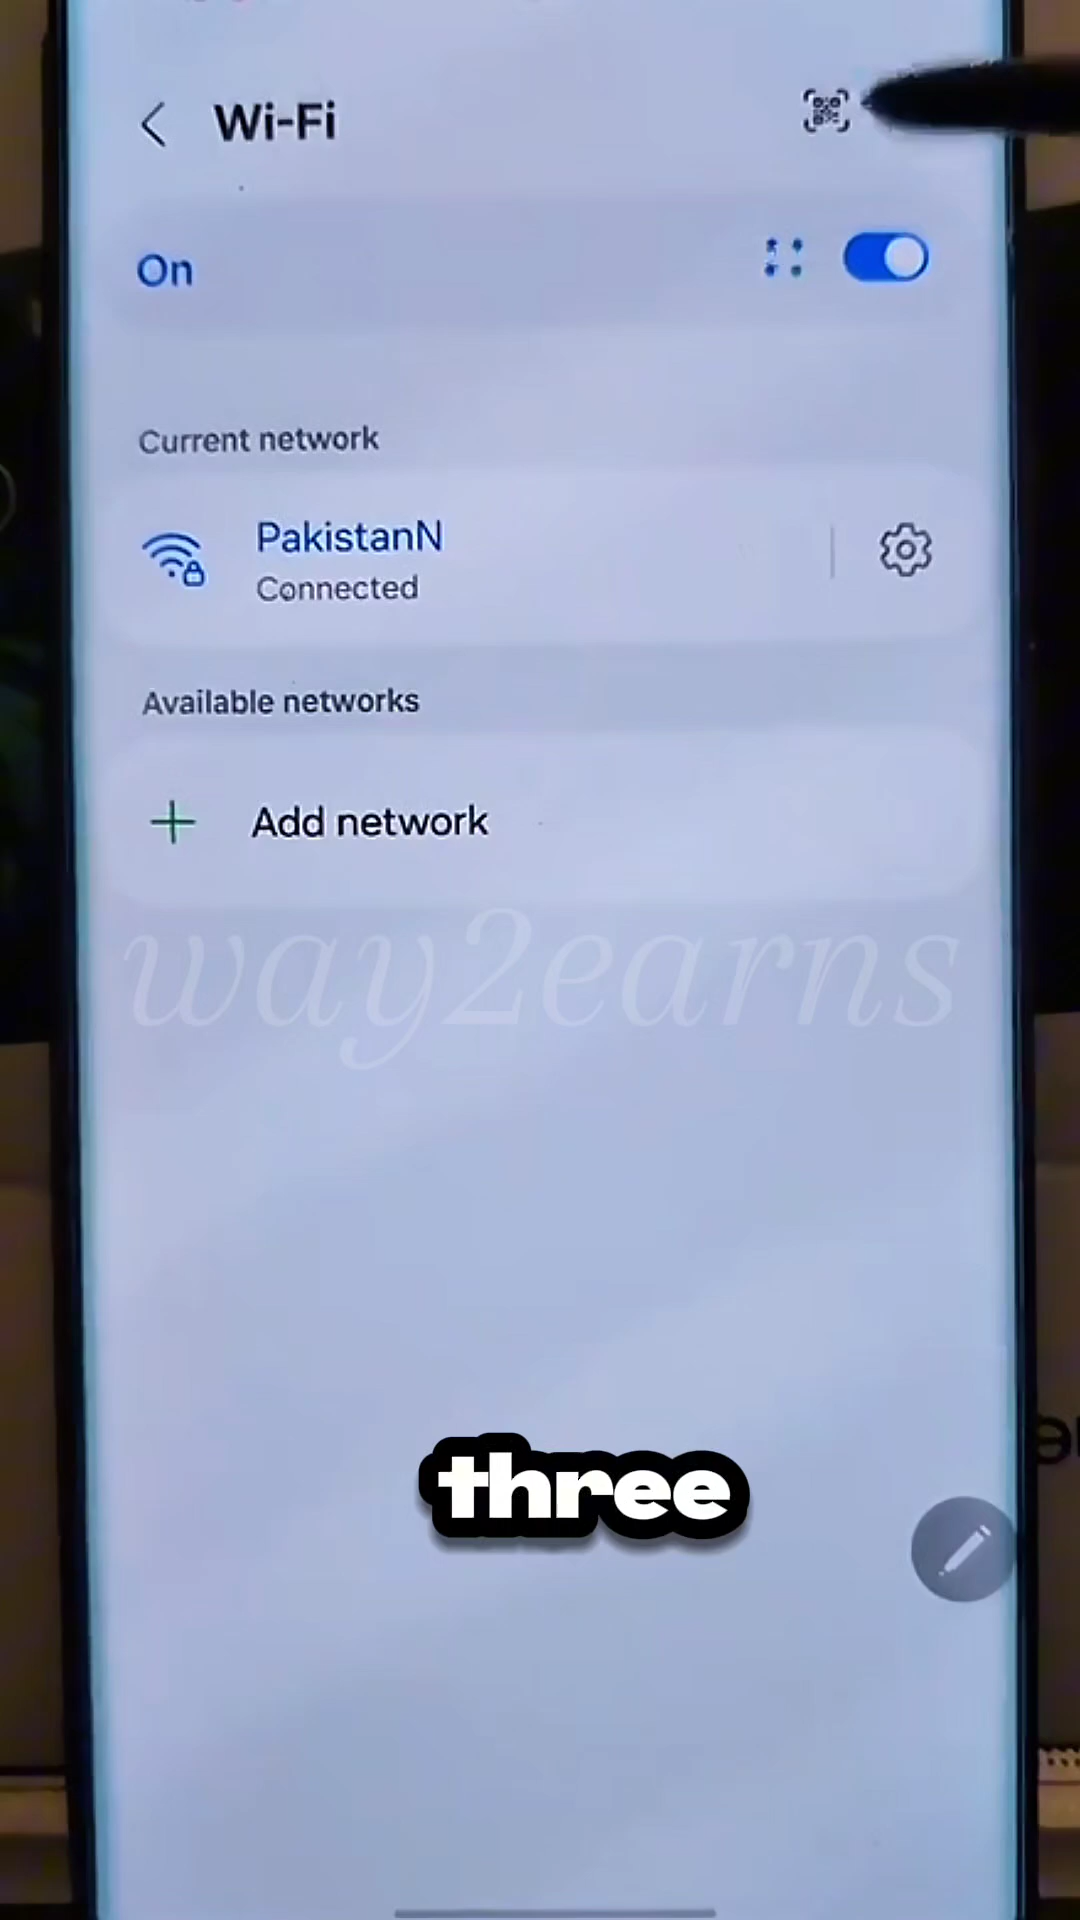 Wi-Fi
On
Current network
PakistanN
Connected
Available networks
Add network
way2earns
three